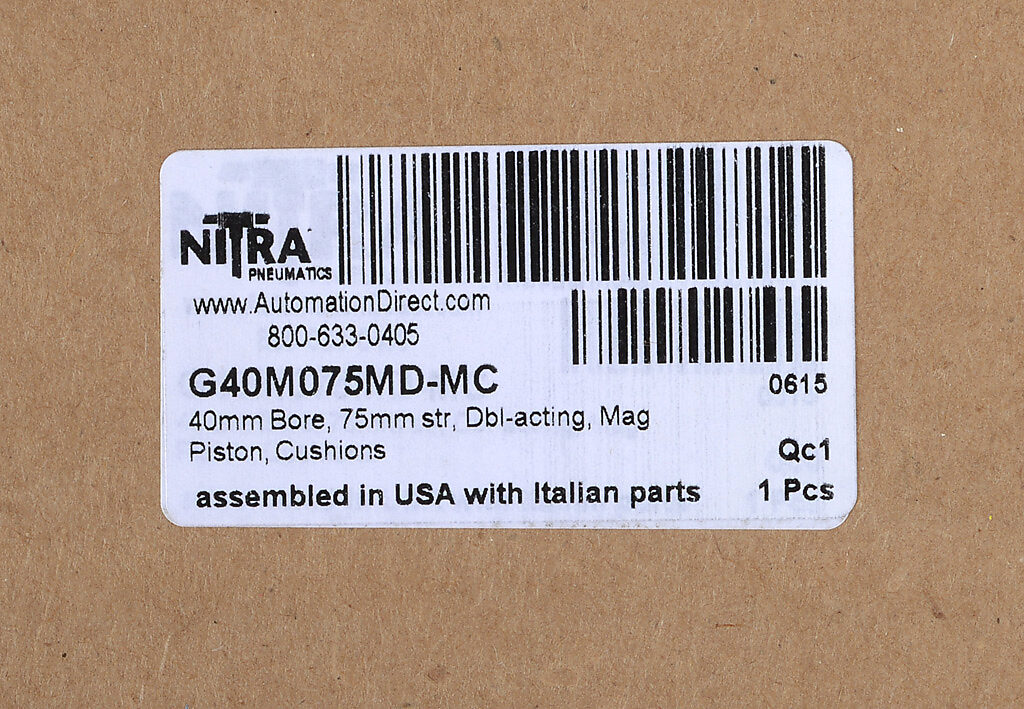 NITRA
PNEUMATICS
www.AutomationDirect.com
800-633-0405
G40M075MD-MC
0615
40mm Bore, 75mm str, Dbl-acting, Mag
Piston, Cushions
Qc1
assembled in USA with Italian parts
1 Pcs